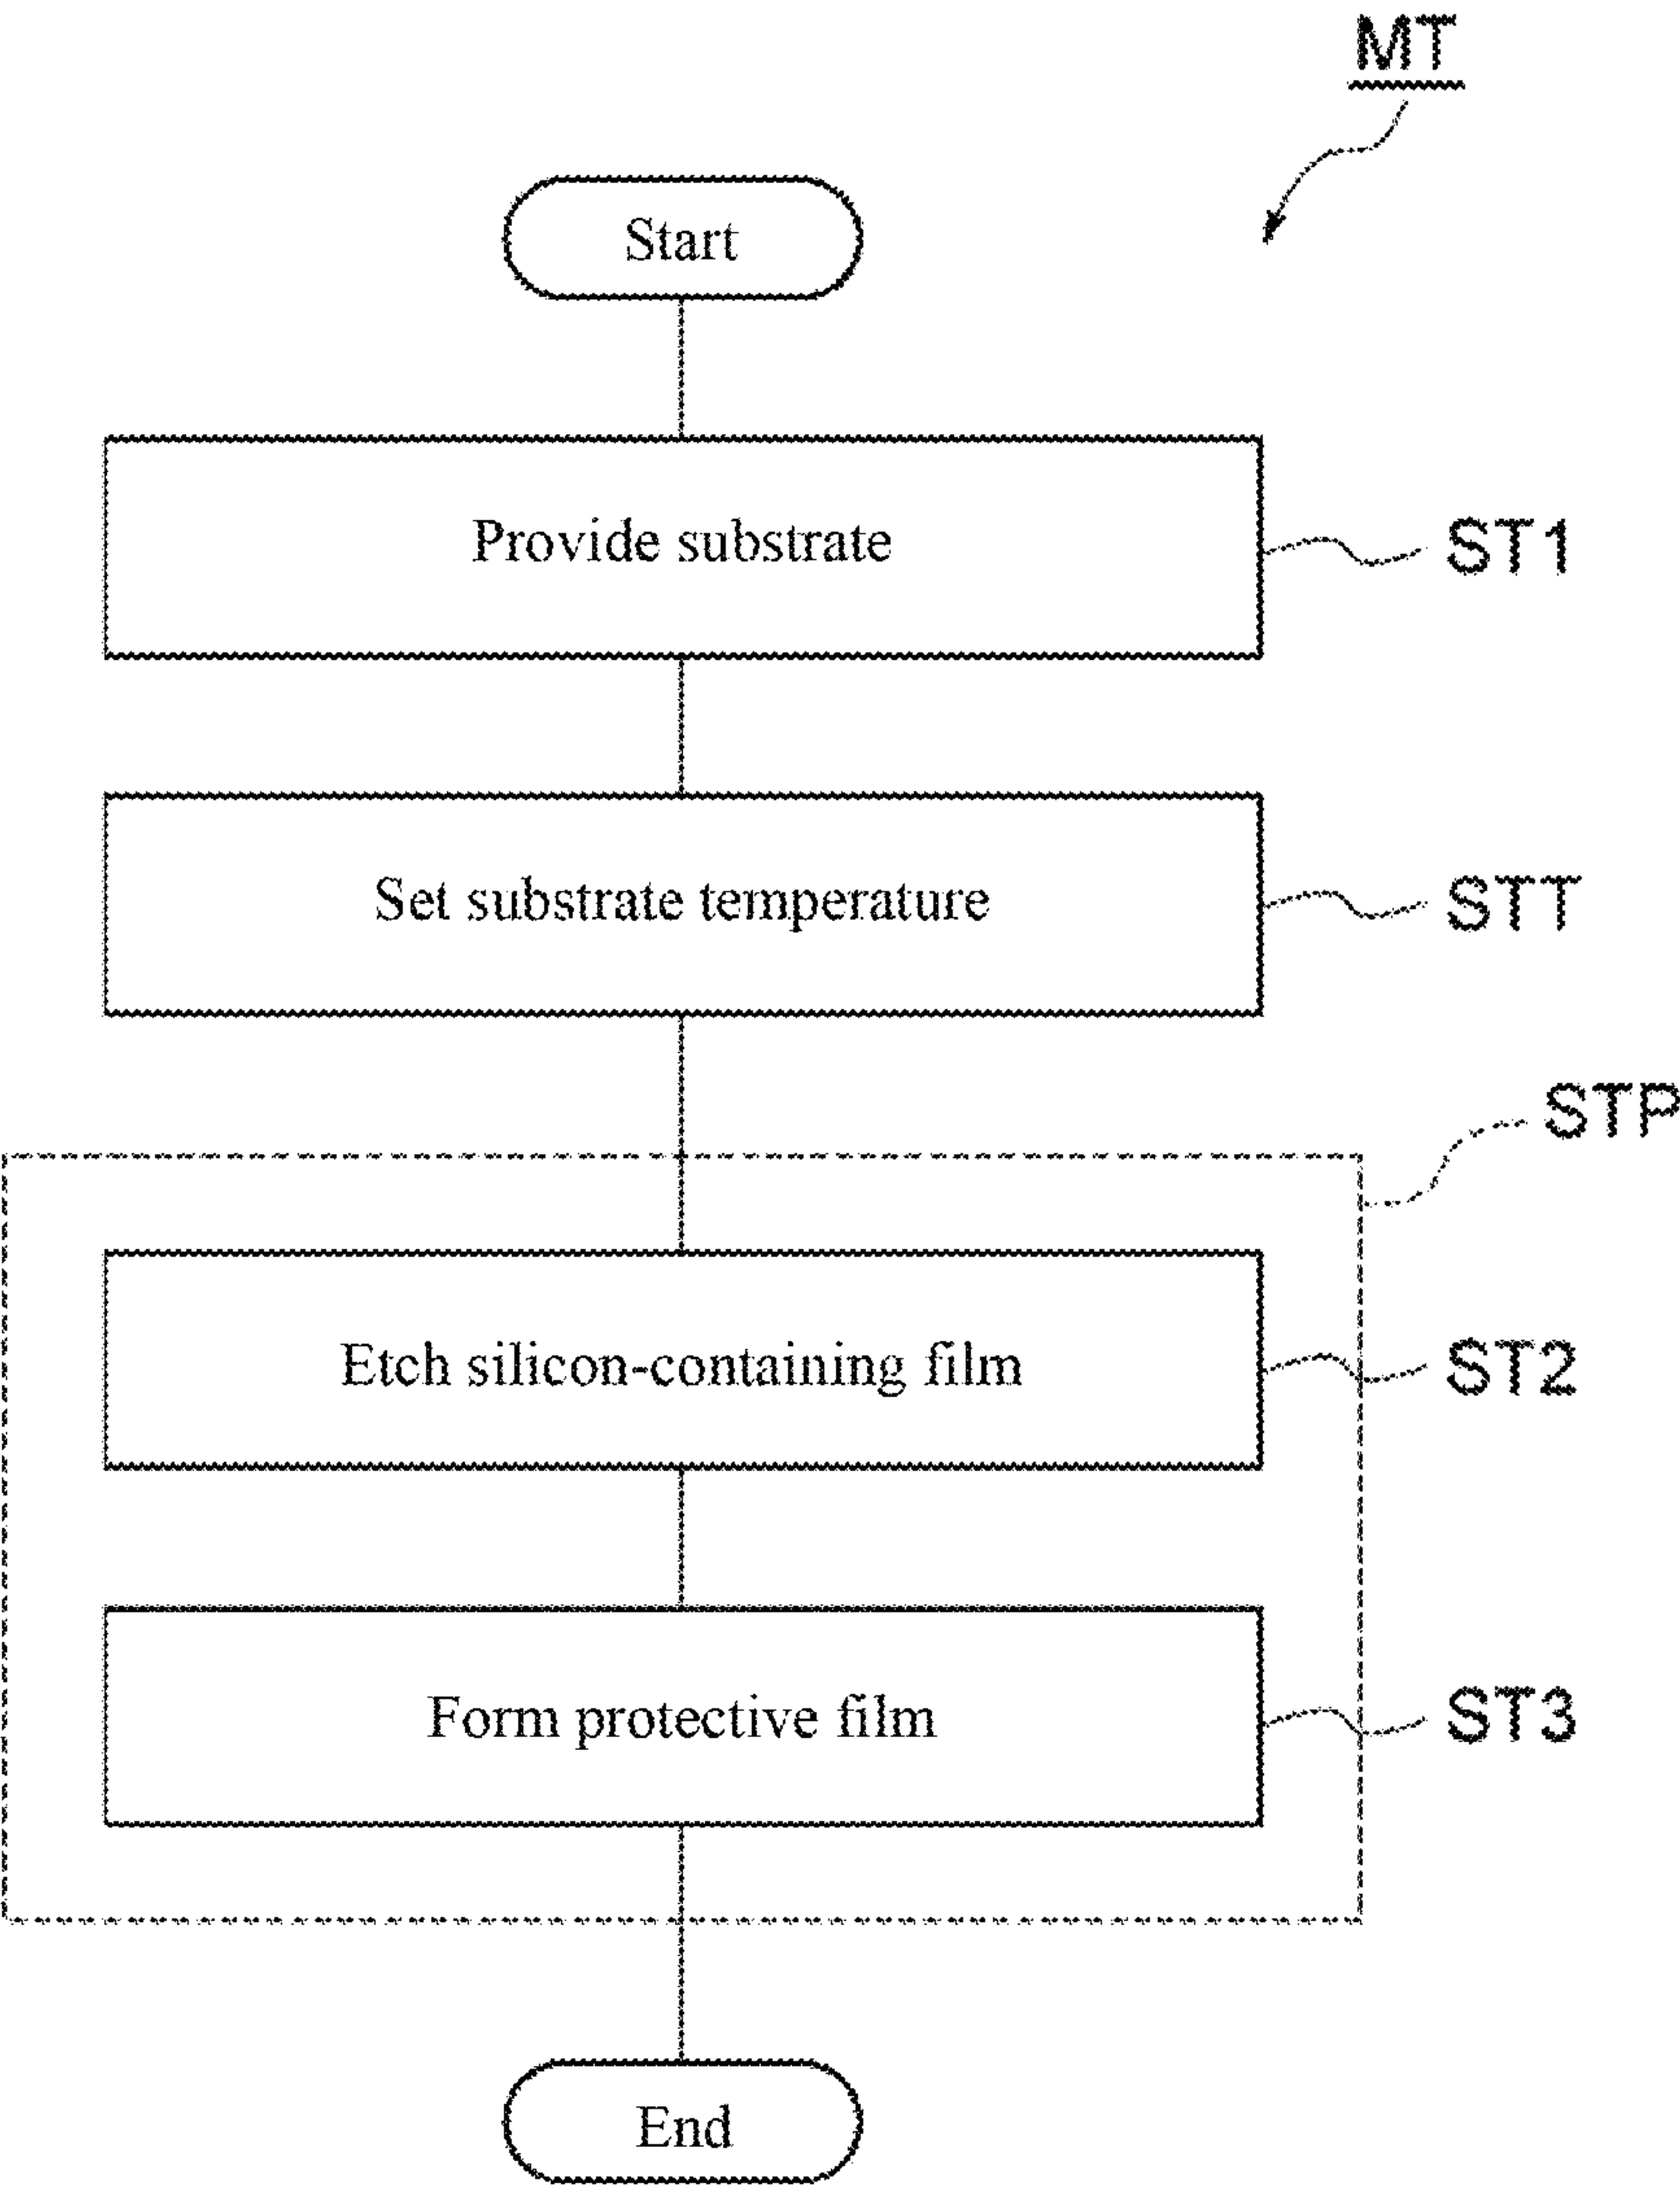 MT
Start
Provide substrate
ST1
Set substrate temperature
STT
STP
Etch silicon-containing film
ST2
Form protective film
ST3
End